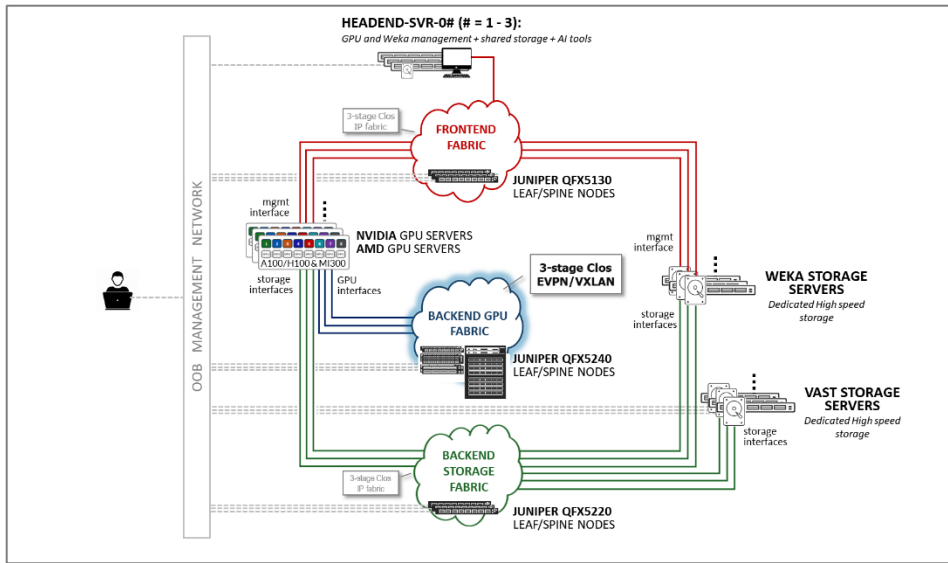 HEADEND-SVR-0# (# = 1 - 3):
GPU and Weka management + shared storage + AI tools
3-stage Clos
IP fabric
FRONTEND
FABRIC
JUNIPER QFX5130
LEAF/SPINE NODES
OOB MANAGEMENT NETWORK
mgmt
interface
NVIDIA GPU SERVERS
AMD GPU SERVERS
A100/H100 & MI300
storage
interfaces
GPU
interfaces
3-stage Clos
EVPN/VXLAN
BACKEND GPU
FABRIC
JUNIPER QFX5240
LEAF/SPINE NODES
mgmt
interface
WEKA STORAGE
SERVERS
Dedicated High speed
storage
storage
interfaces
VAST STORAGE
SERVERS
Dedicated High speed
storage
storage
interfaces
BACKEND
STORAGE
FABRIC
3-stage Clos
IP fabric
JUNIPER QFX5220
LEAF/SPINE NODES